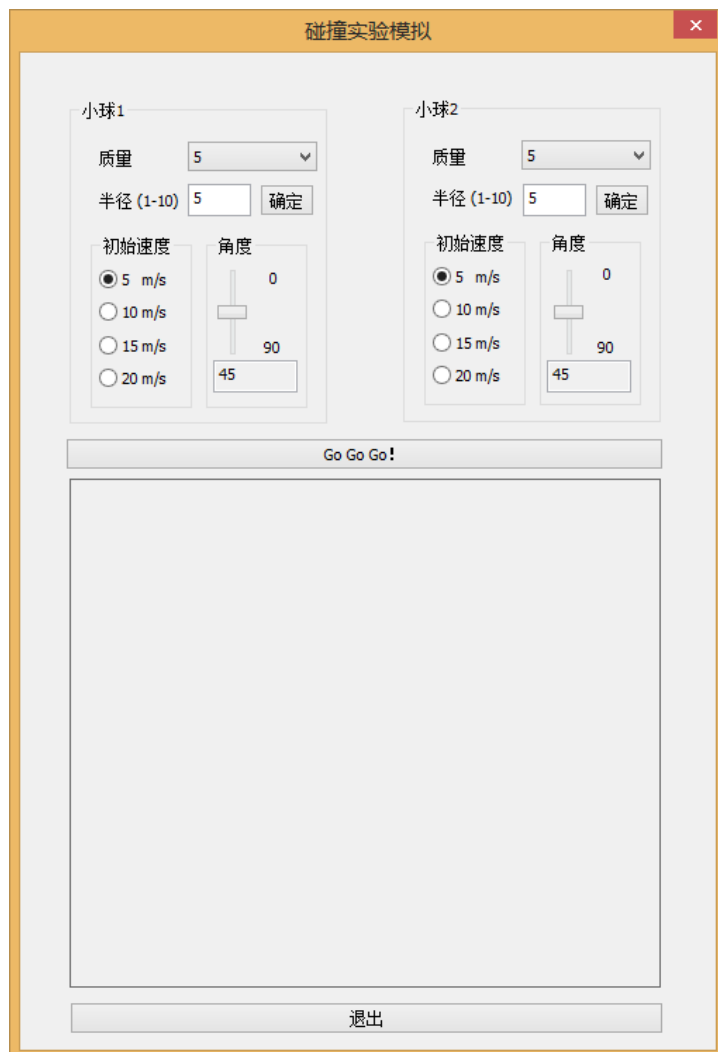 碰撞实验模拟
小球1
质量 5
半径 (1-10) 5 确定
初始速度 角度
5 m/s 0
10 m/s
15 m/s 90
20 m/s 45
小球2
质量 5
半径 (1-10) 5 确定
初始速度 角度
5 m/s 0
10 m/s
15 m/s 90
20 m/s 45
Go Go Go!
退出